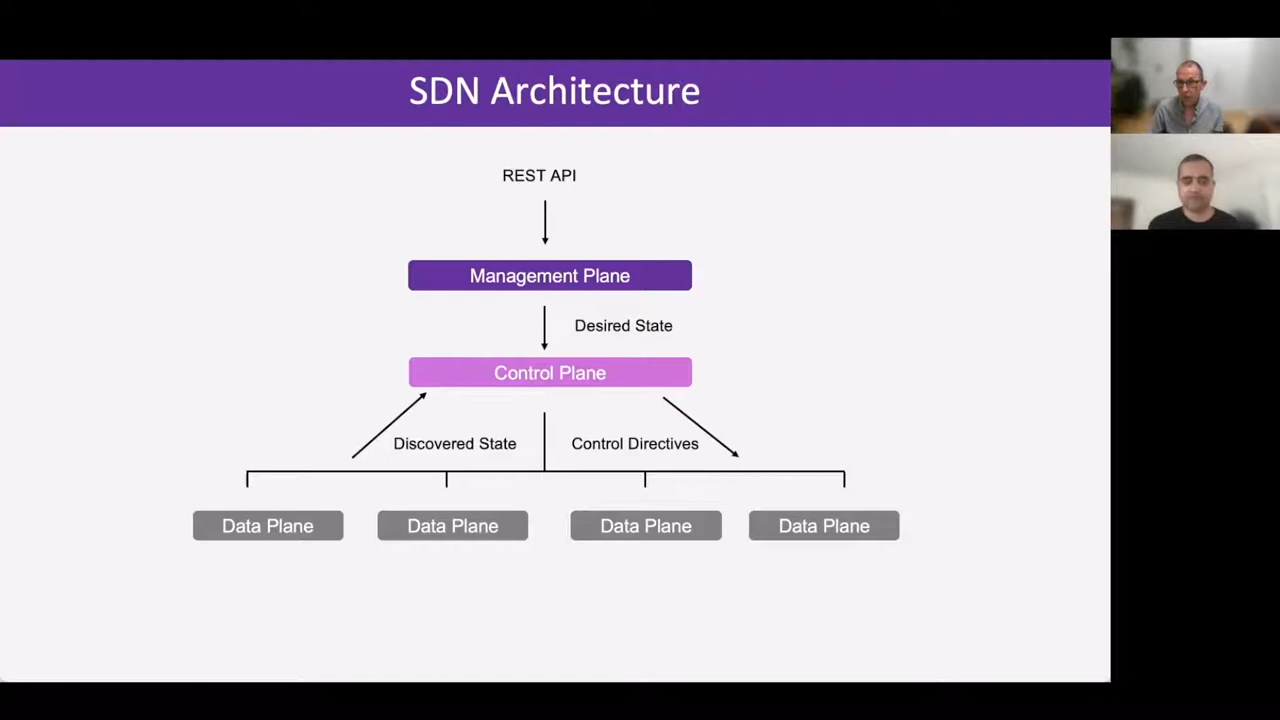 SDN Architecture
REST API
Management Plane
Desired State
Control Plane
Discovered State
Control Directives
Data Plane
Data Plane
Data Plane
Data Plane